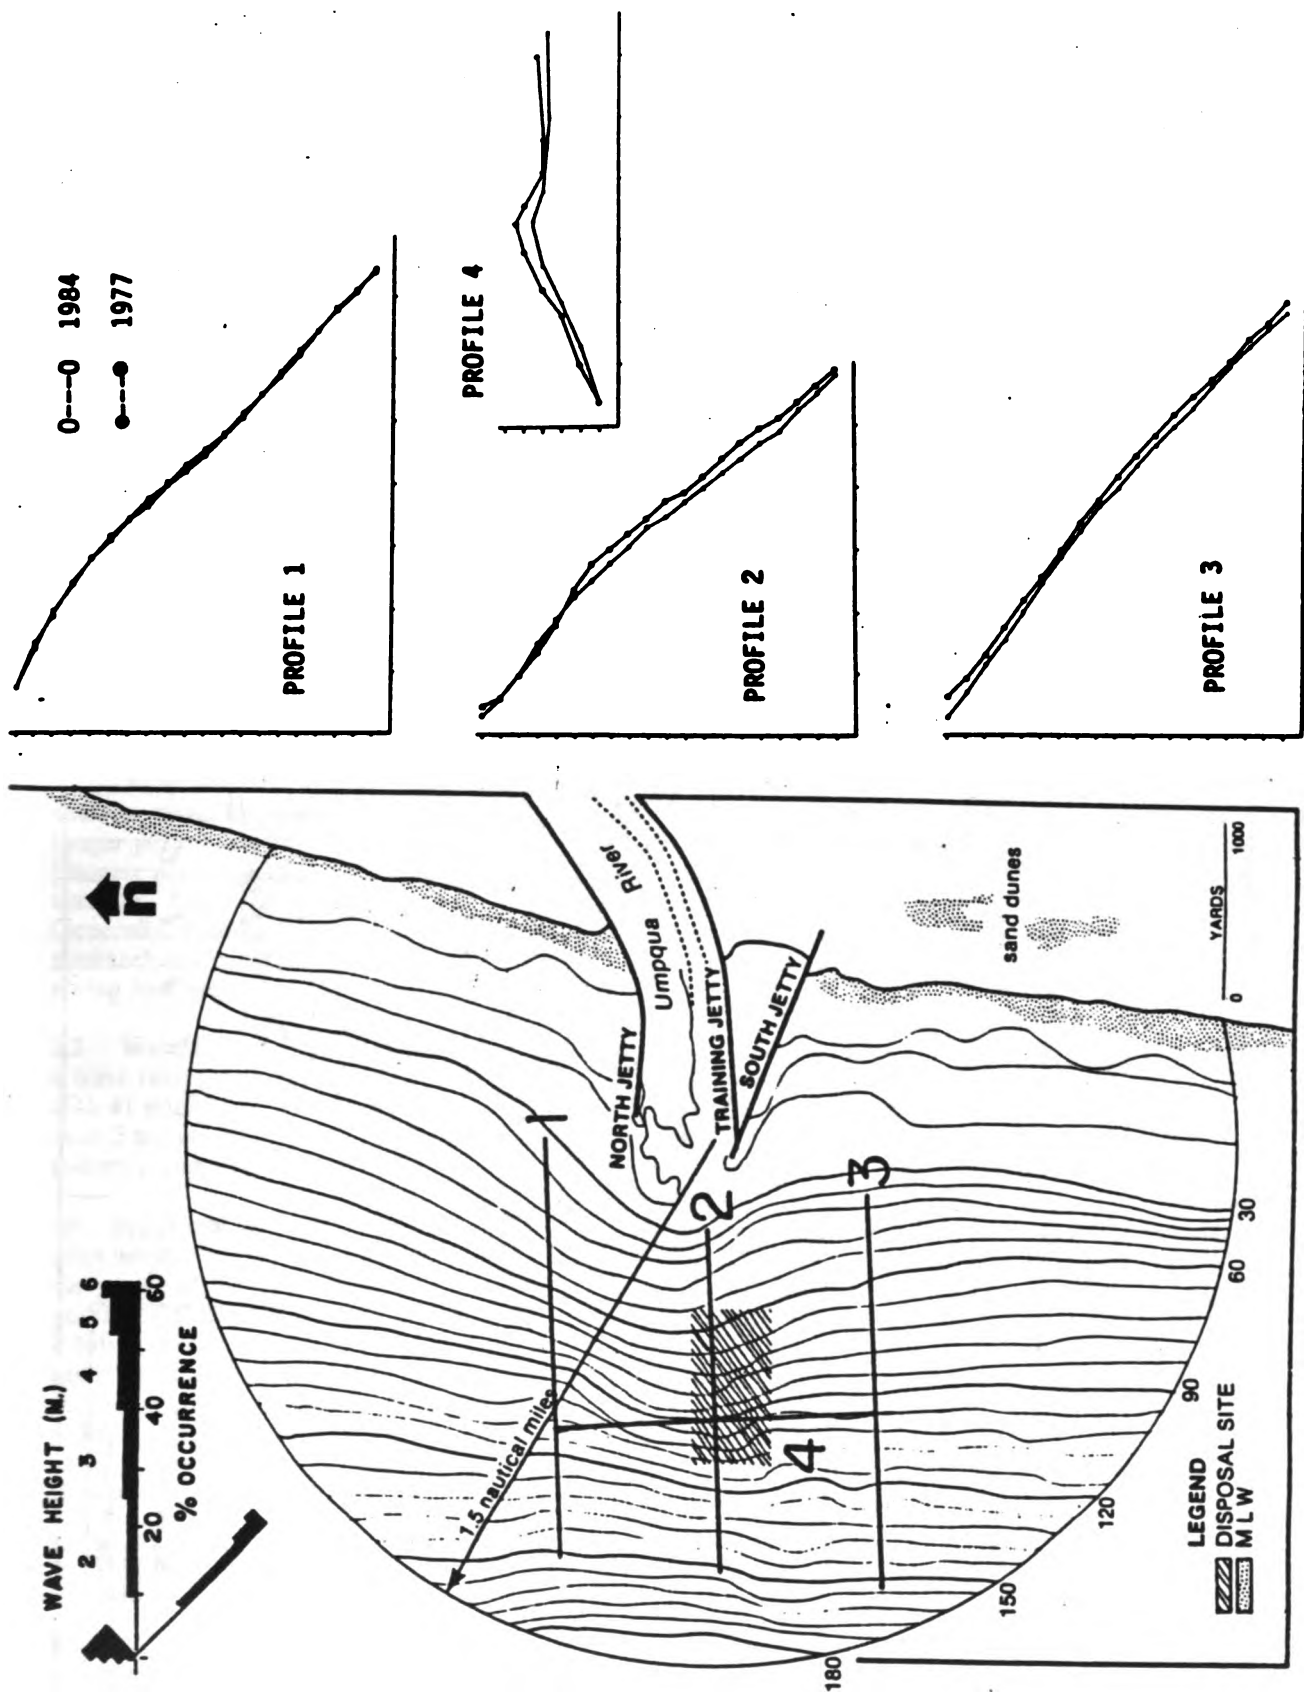 O---O 1984
●---● 1977
PROFILE 1
PROFILE 4
PROFILE 2
PROFILE 3
WAVE HEIGHT (M.)
2 3 4 5 6
20 40 60
% OCCURRENCE
n
1.5 nautical miles
NORTH JETTY
Umpqua River
TRAINING JETTY
SOUTH JETTY
sand dunes
1
2
3
4
YARDS
0 1000
30
60
90
120
150
180
LEGEND
DISPOSAL SITE
M L W